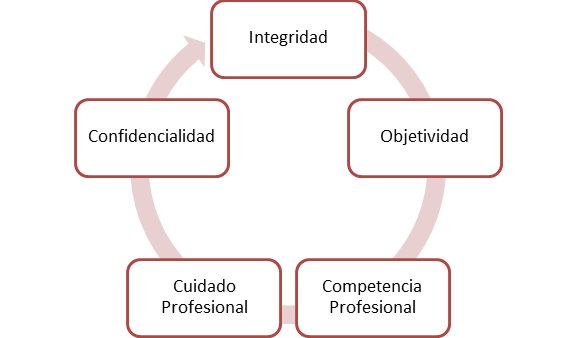 Integridad
Objetividad
Competencia
Profesional
Cuidado
Profesional
Confidencialidad